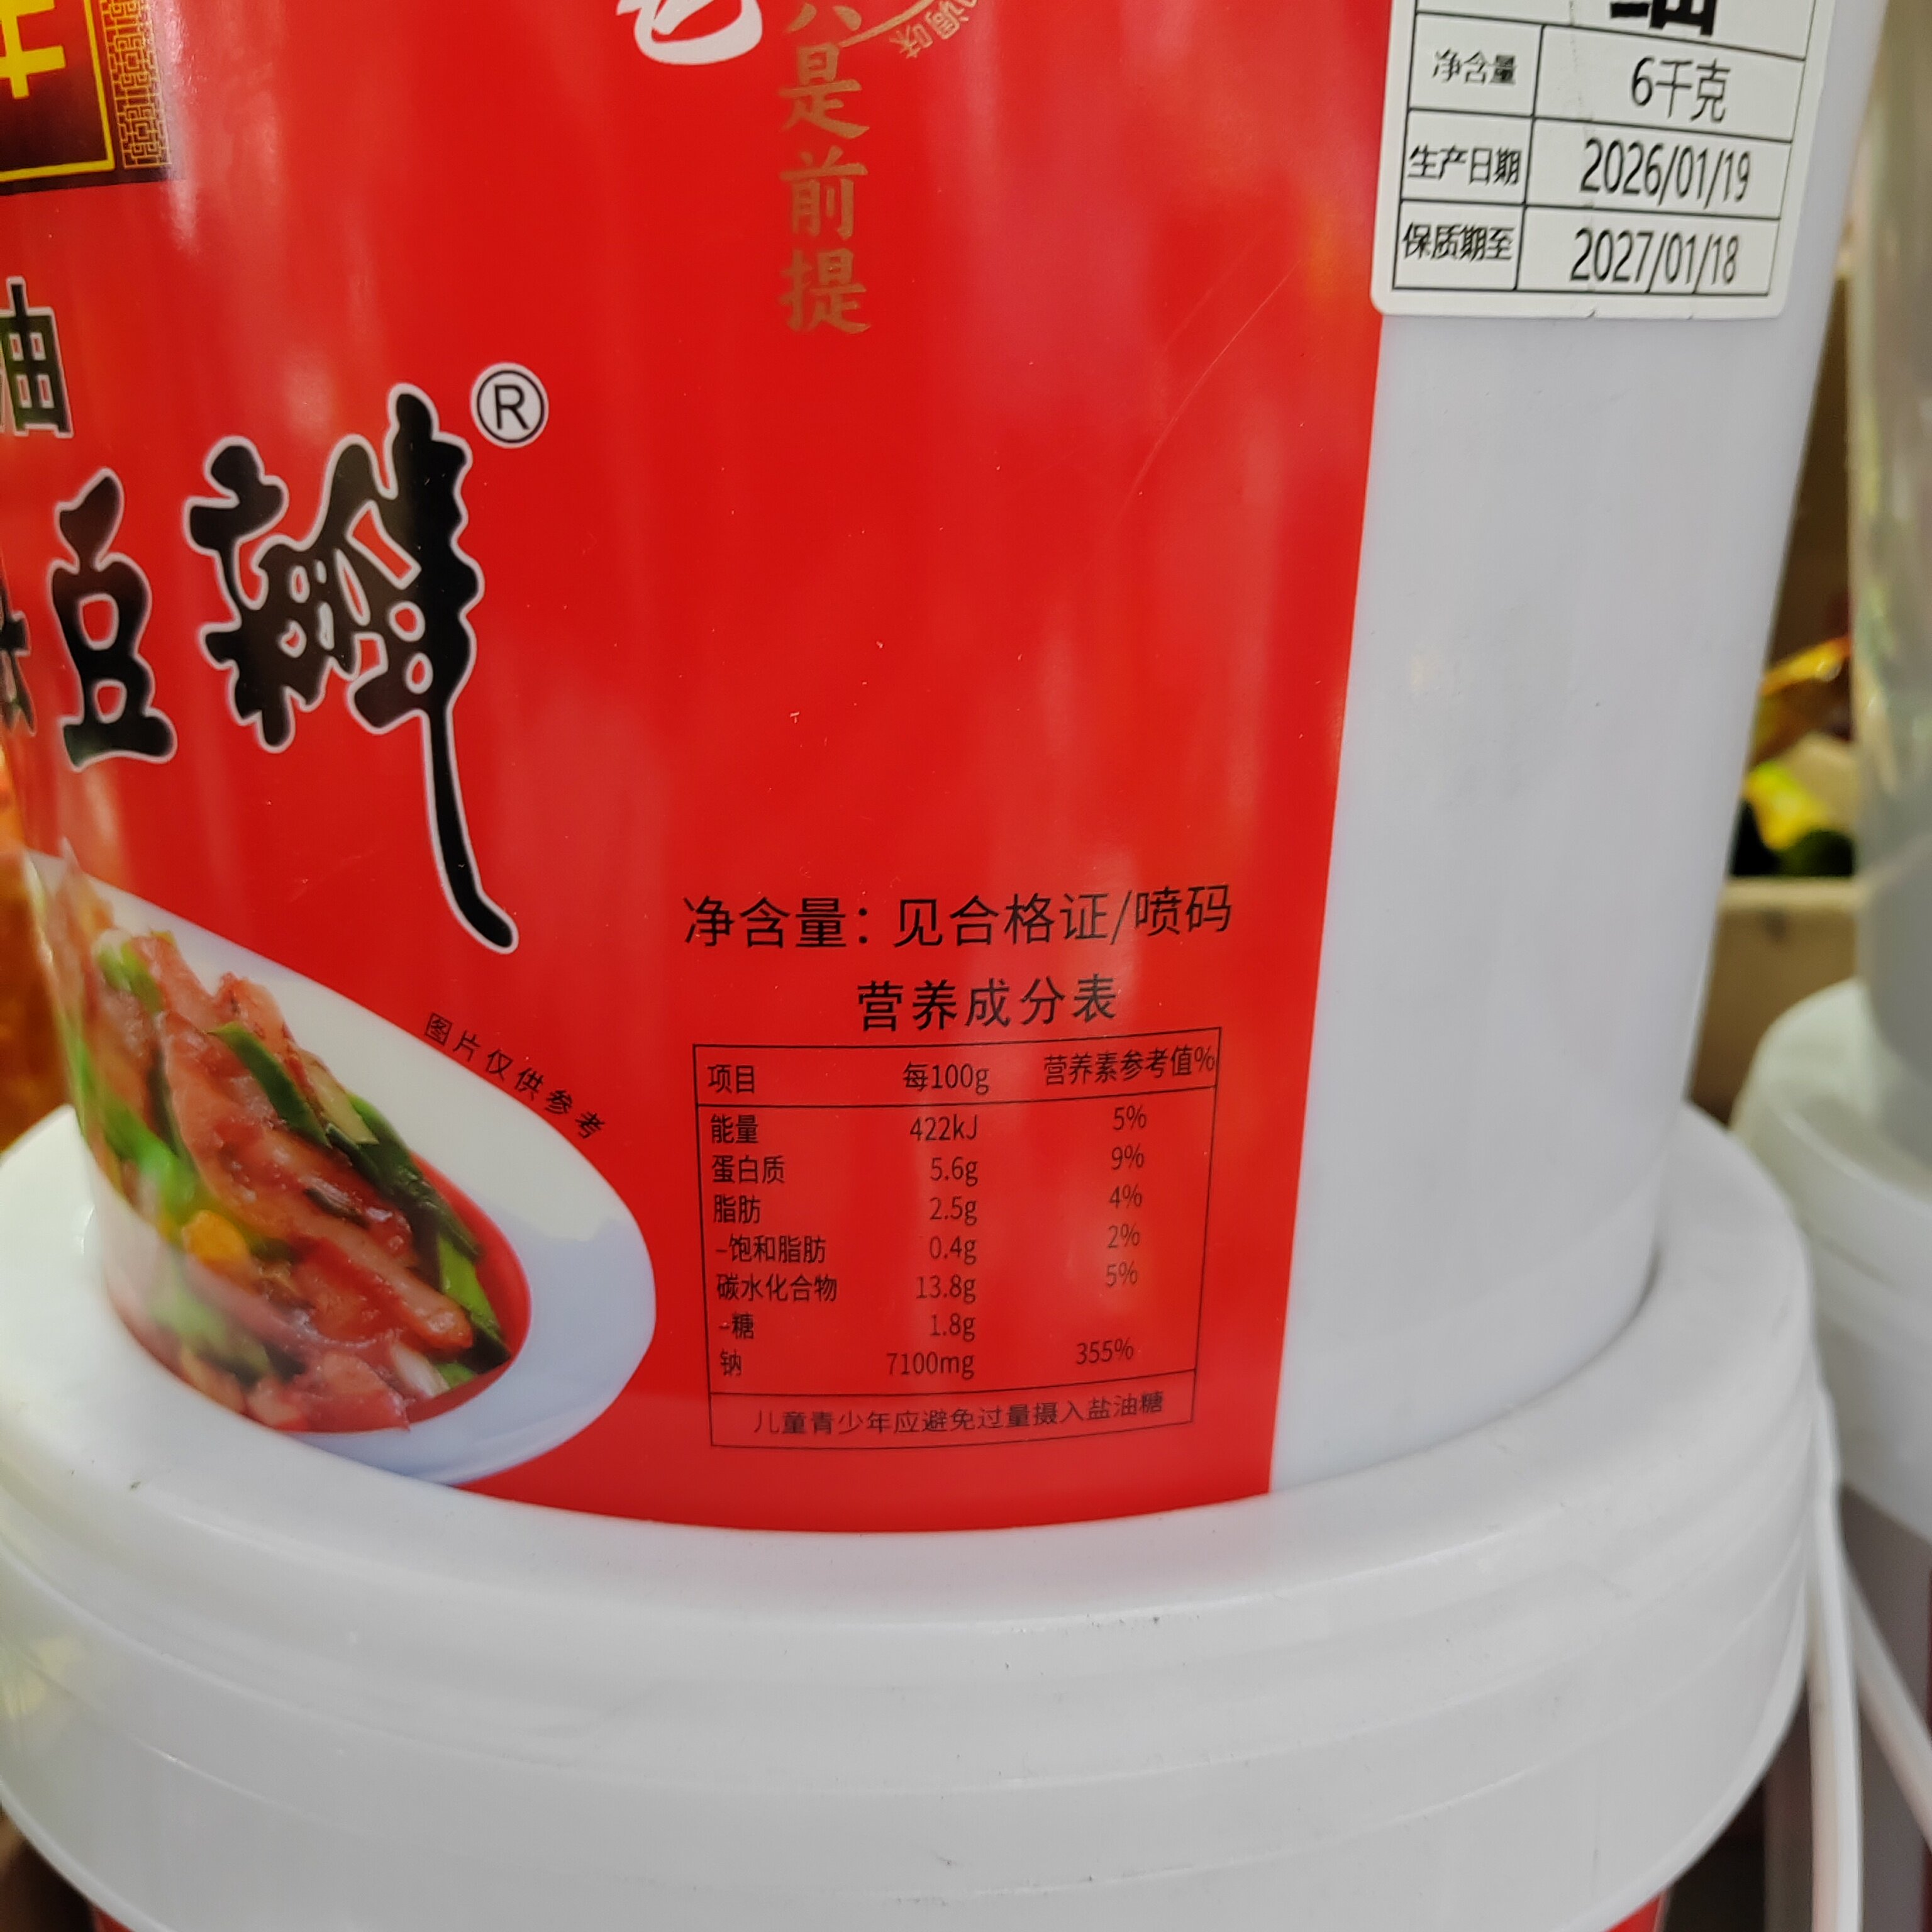 是前提
调味
净含量 6千克
生产日期 2026/01/19
保质期至 2027/01/18
油
豆瓣®
净含量：见合格证/喷码
营养成分表
项目 每100g 营养素参考值%
能量 422kJ 5%
蛋白质 5.6g 9%
脂肪 2.5g 4%
-饱和脂肪 0.4g 2%
碳水化合物 13.8g 5%
-糖 1.8g
钠 7100mg 355%
儿童青少年应避免过量摄入盐油糖
图片仅供参考